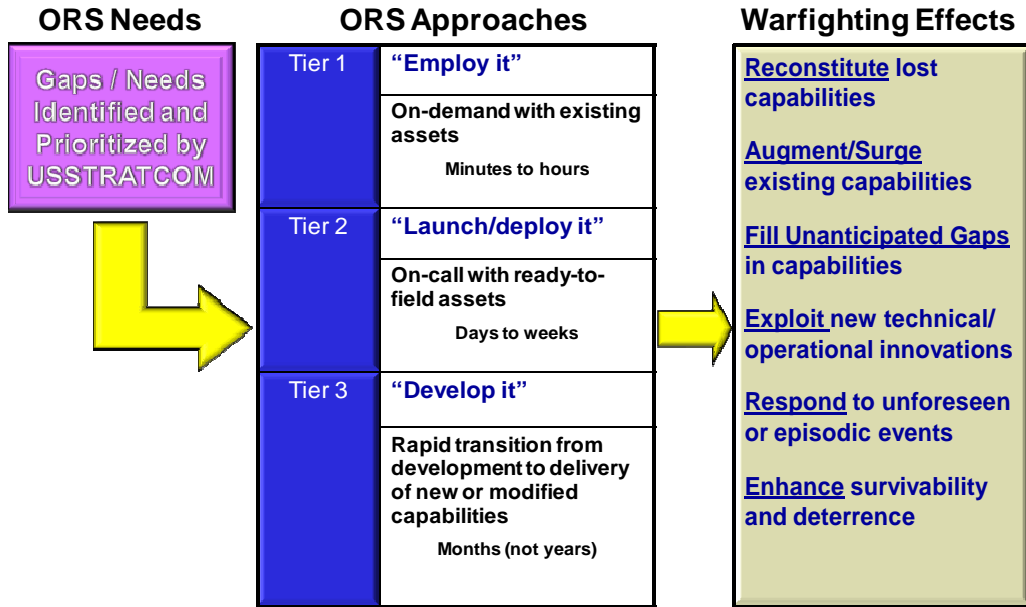 ORS Needs
Gaps / Needs
Identified and
Prioritized by
USSTRATCOM
ORS Approaches
Tier 1
“Employ it”
On-demand with existing
assets
Minutes to hours
Tier 2
“Launch/deploy it”
On-call with ready-to-
field assets
Days to weeks
Tier 3
“Develop it”
Rapid transition from
development to delivery
of new or modified
capabilities
Months (not years)
Warfighting Effects
Reconstitute lost
capabilities
Augment/Surge
existing capabilities
Fill Unanticipated Gaps
in capabilities
Exploit new technical/
operational innovations
Respond to unforeseen
or episodic events
Enhance survivability
and deterrence